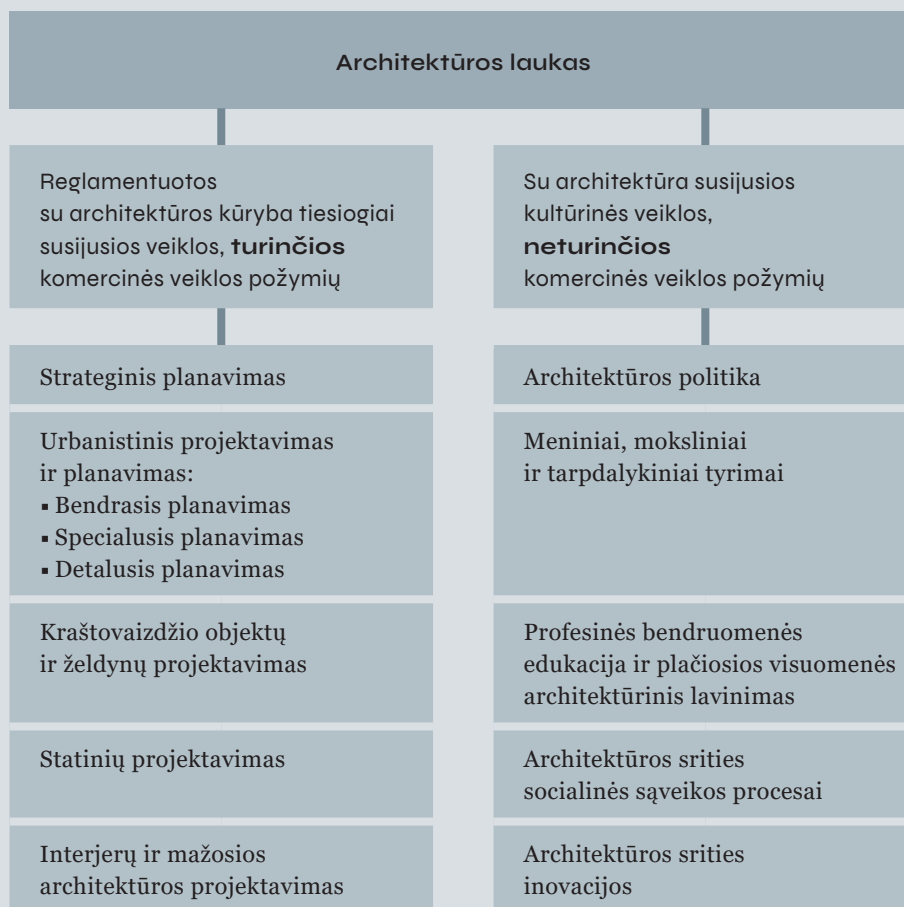 Architektūros laukas
Reglamentuotos
su architektūros kūryba tiesiogiai
susijusios veiklos, turinčios
komercinės veiklos požymių
Su architektūra susijusios
kultūrinės veiklos,
neturinčios
komercinės veiklos požymių
Strateginis planavimas
Architektūros politika
Urbanistinis projektavimas
ir planavimas:
▪ Bendrasis planavimas
▪ Specialusis planavimas
▪ Detalusis planavimas
Meniniai, moksliniai
ir tarpdalykiniai tyrimai
Kraštovaizdžio objektų
ir želdynų projektavimas
Profesinės bendruomenės
edukacija ir plačiosios visuomenės
architektūrinis lavinimas
Statinių projektavimas
Architektūros srities
socialinės sąveikos procesai
Interjerų ir mažosios
architektūros projektavimas
Architektūros srities
inovacijos